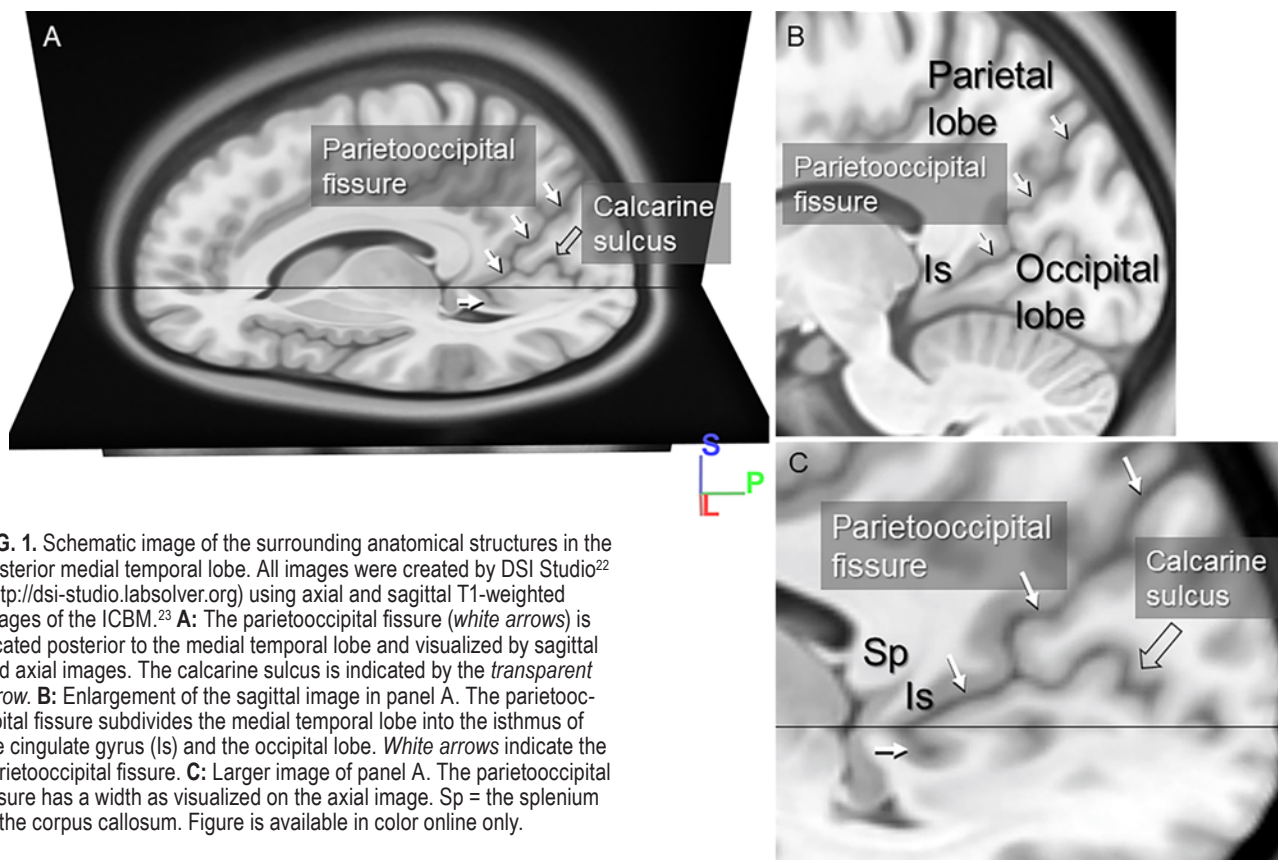 A
Parietooccipital
fissure
Calcarine
sulcus
S
P
L
B
Parietal
lobe
Parietooccipital
fissure
Is
Occipital
lobe
C
Parietooccipital
fissure
Calcarine
sulcus
Sp
Is
G. 1. Schematic image of the surrounding anatomical structures in the
sterior medial temporal lobe. All images were created by DSI Studio²²
tp://dsi-studio.labsolver.org) using axial and sagittal T1-weighted
ages of the ICBM.²³ A: The parietooccipital fissure (white arrows) is
cated posterior to the medial temporal lobe and visualized by sagittal
d axial images. The calcarine sulcus is indicated by the transparent
row. B: Enlargement of the sagittal image in panel A. The parietooc-
pital fissure subdivides the medial temporal lobe into the isthmus of
e cingulate gyrus (Is) and the occipital lobe. White arrows indicate the
rietooccipital fissure. C: Larger image of panel A. The parietooccipital
sure has a width as visualized on the axial image. Sp = the splenium
the corpus callosum. Figure is available in color online only.